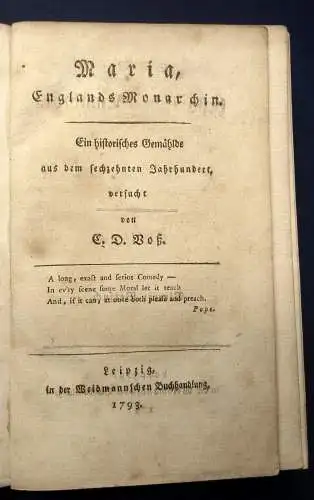 Maria,
Englands Monarchin.
Ein historisches Gemählde
aus dem sechzehnten Jahrhundert,
versucht
von
C. D. Voß.
A long, exact and serios Comedy —
In ev'ry scene some Moral let it teach
And, if it can, at once both please and preach.
Pope.
Leipzig,
in der Weidmannschen Buchhandlung,
1793.